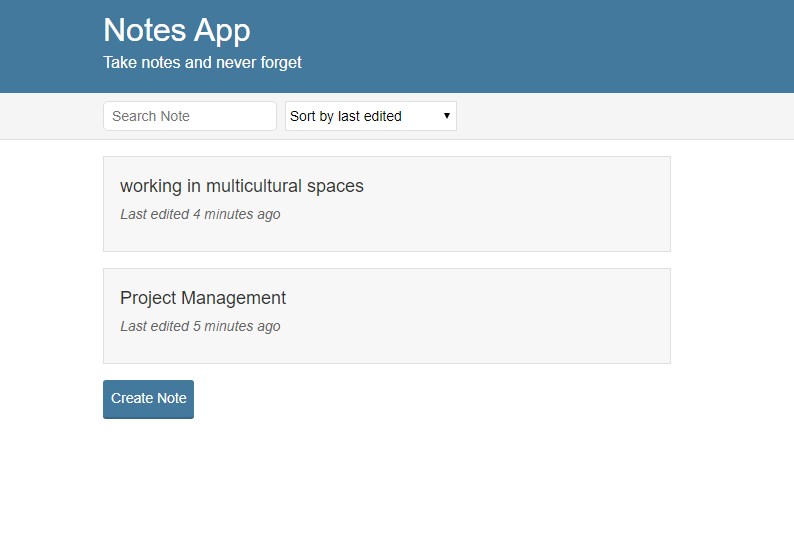 Notes App
Take notes and never forget
Search Note
Sort by last edited
working in multicultural spaces
Last edited 4 minutes ago
Project Management
Last edited 5 minutes ago
Create Note